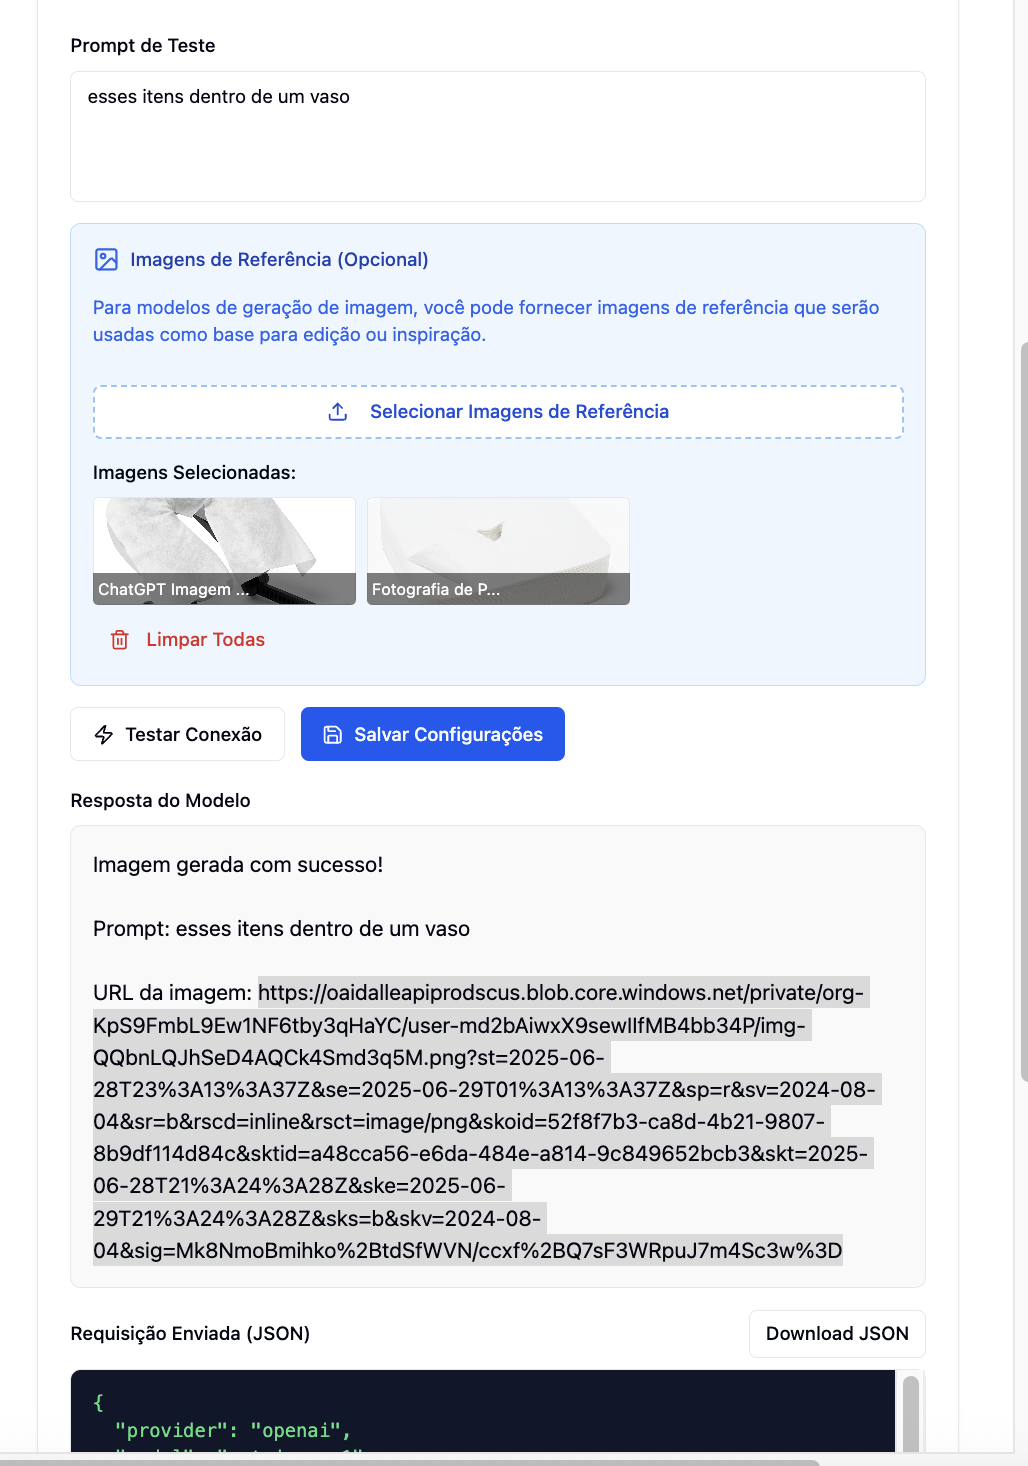 Prompt de Teste
esses itens dentro de um vaso
Imagens de Referência (Opcional)
Para modelos de geração de imagem, você pode fornecer imagens de referência que serão
usadas como base para edição ou inspiração.
Selecionar Imagens de Referência
Imagens Selecionadas:
ChatGPT Imagem ...
Fotografia de P...
Limpar Todas
Testar Conexão
Salvar Configurações
Resposta do Modelo
Imagem gerada com sucesso!
Prompt: esses itens dentro de um vaso
URL da imagem: https://oaidalleapiprodscus.blob.core.windows.net/private/org-
KpS9FmbL9Ew1NF6tby3qHaYC/user-md2bAiwxX9sewIlfMB4bb34P/img-
QQbnLQJhSeD4AQCk4Smd3q5M.png?st=2025-06-
28T23%3A13%3A37Z&se=2025-06-29T01%3A13%3A37Z&sp=r&sv=2024-08-
04&sr=b&rscd=inline&rsct=image/png&skoid=52f8f7b3-ca8d-4b21-9807-
8b9df114d84c&sktid=a48cca56-e6da-484e-a814-9c849652bcb3&skt=2025-
06-28T21%3A24%3A28Z&ske=2025-06-
29T21%3A24%3A28Z&sks=b&skv=2024-08-
04&sig=Mk8NmoBmihko%2BtdSfWVN/ccxf%2BQ7sF3WRpuJ7m4Sc3w%3D
Requisição Enviada (JSON)
Download JSON
{
"provider": "openai",